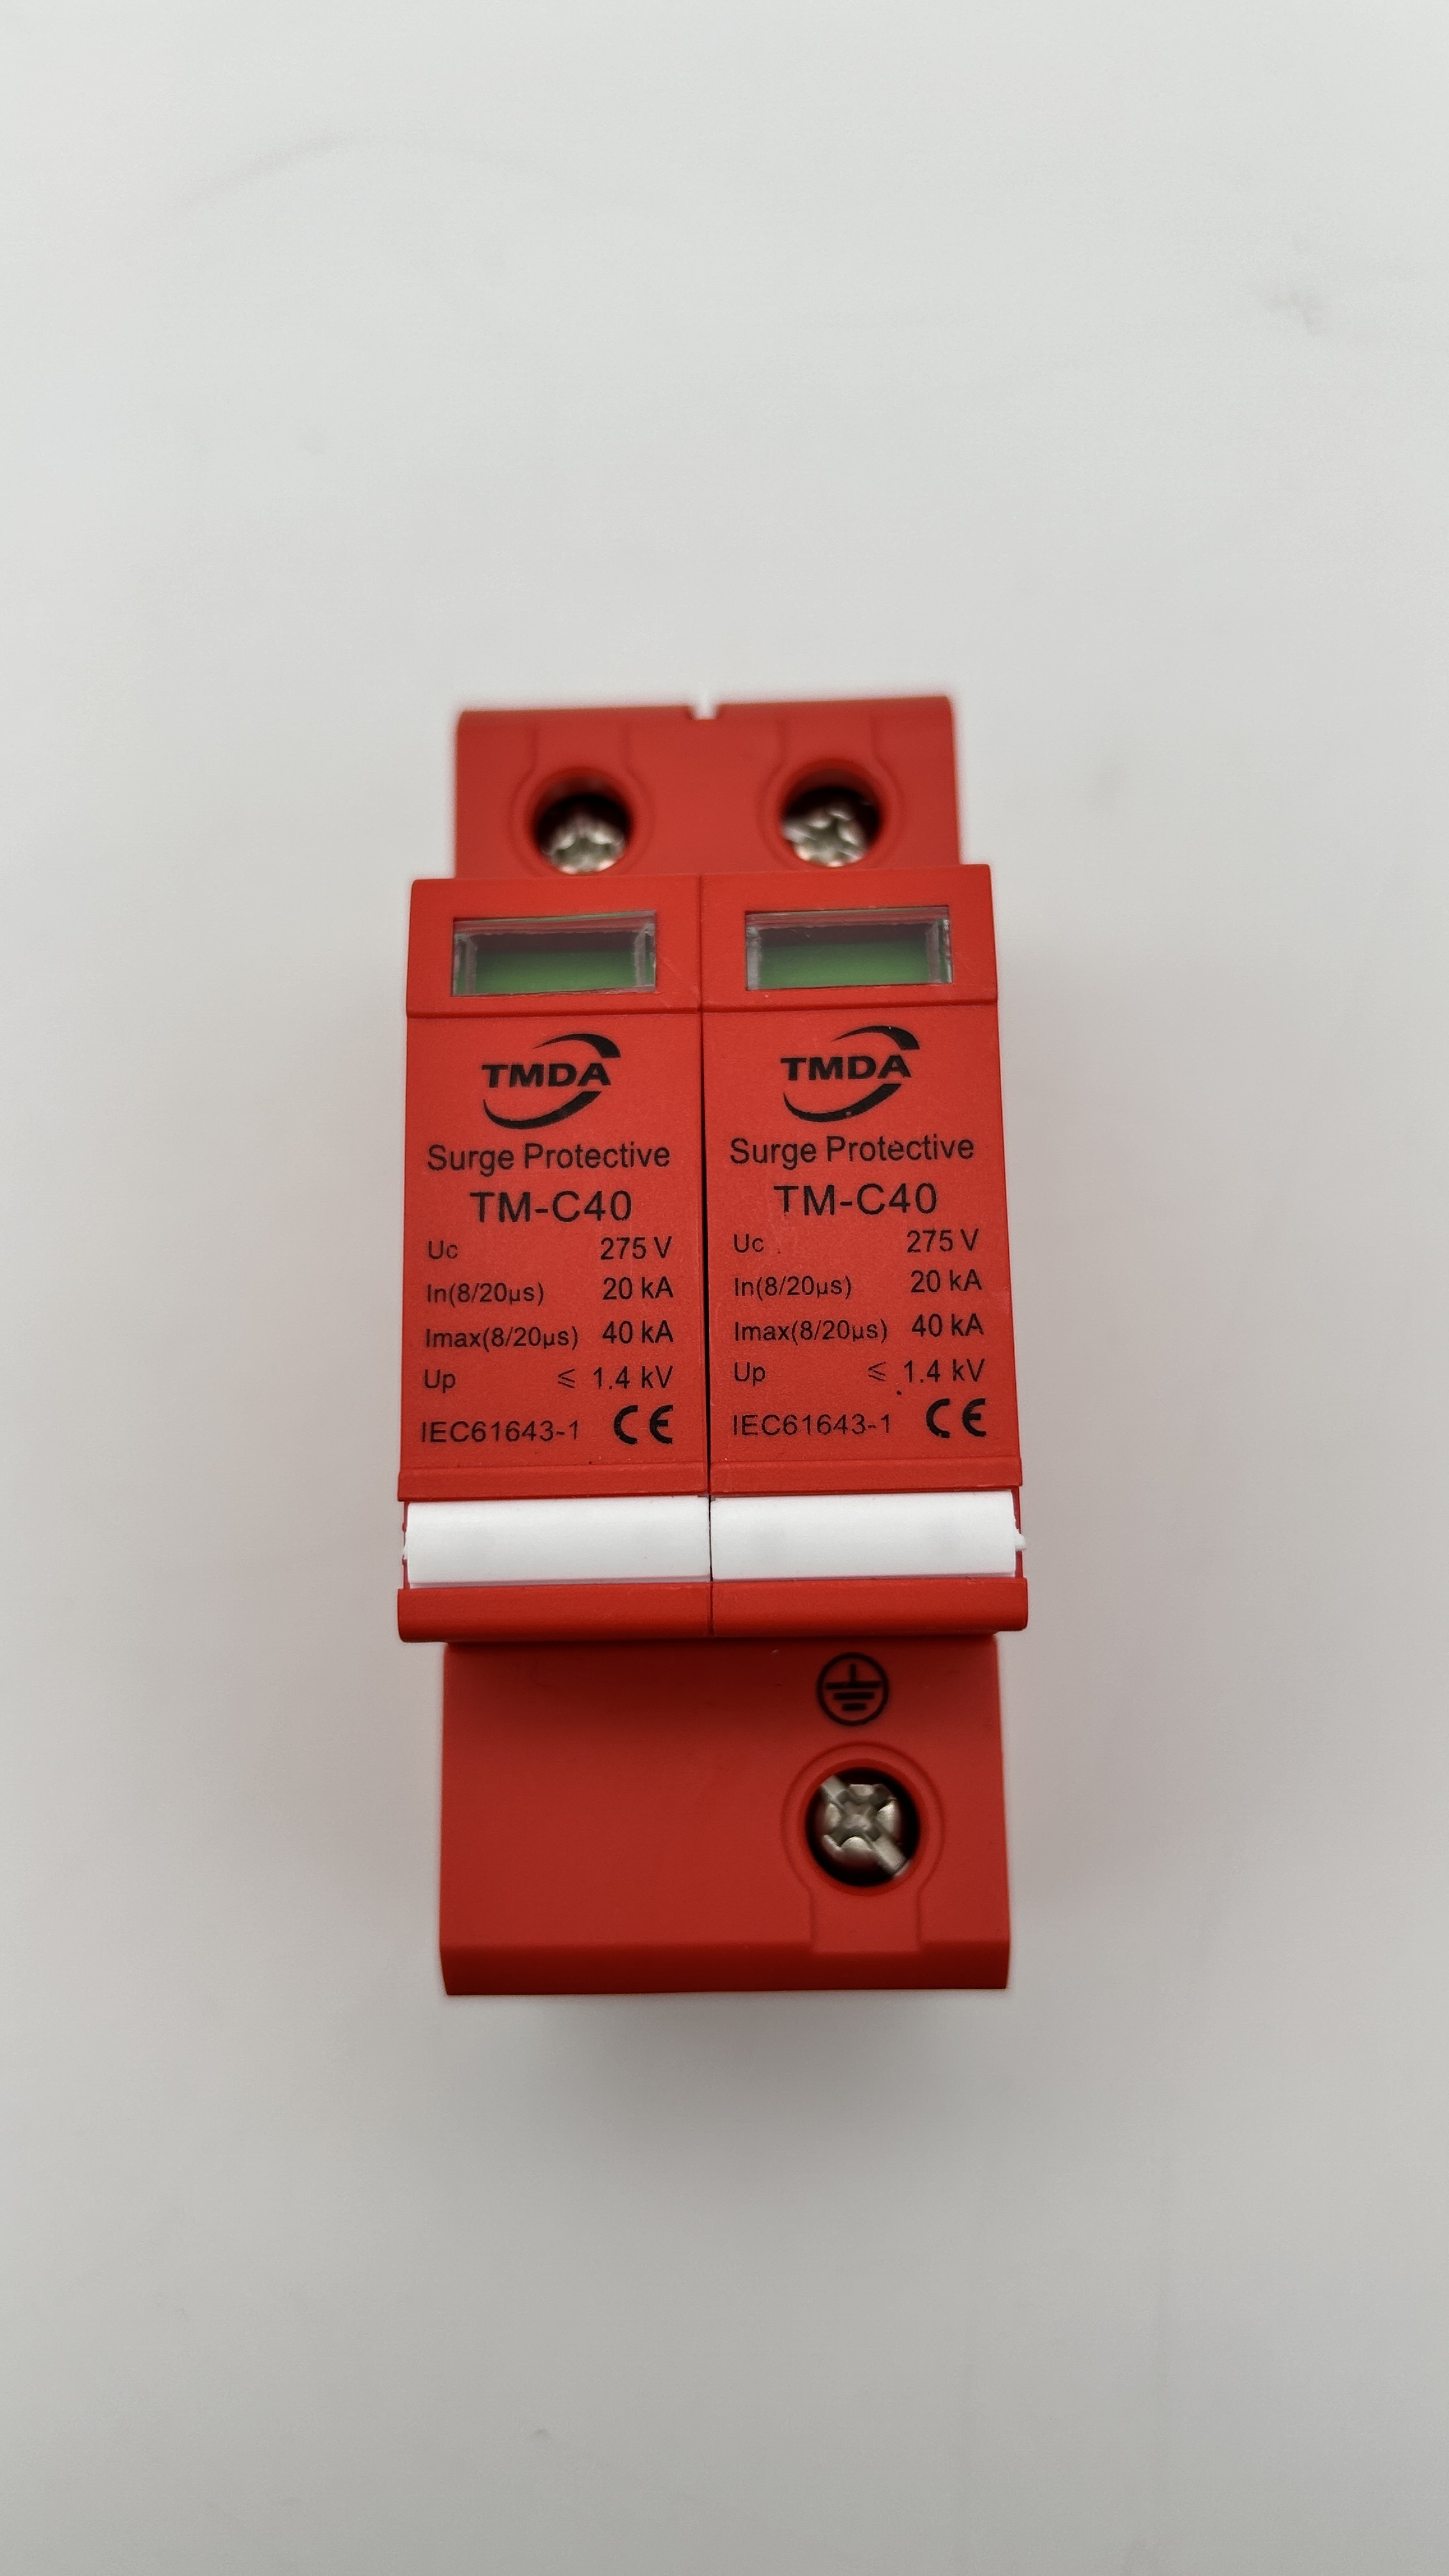 TMDA
Surge Protective
TM-C40
Uc 275 V
In(8/20µs) 20 kA
Imax(8/20µs) 40 kA
Up ≤ 1.4 kV
IEC61643-1 CE
TMDA
Surge Protective
TM-C40
Uc 275 V
In(8/20µs) 20 kA
Imax(8/20µs) 40 kA
Up ≤ 1.4 kV
IEC61643-1 CE